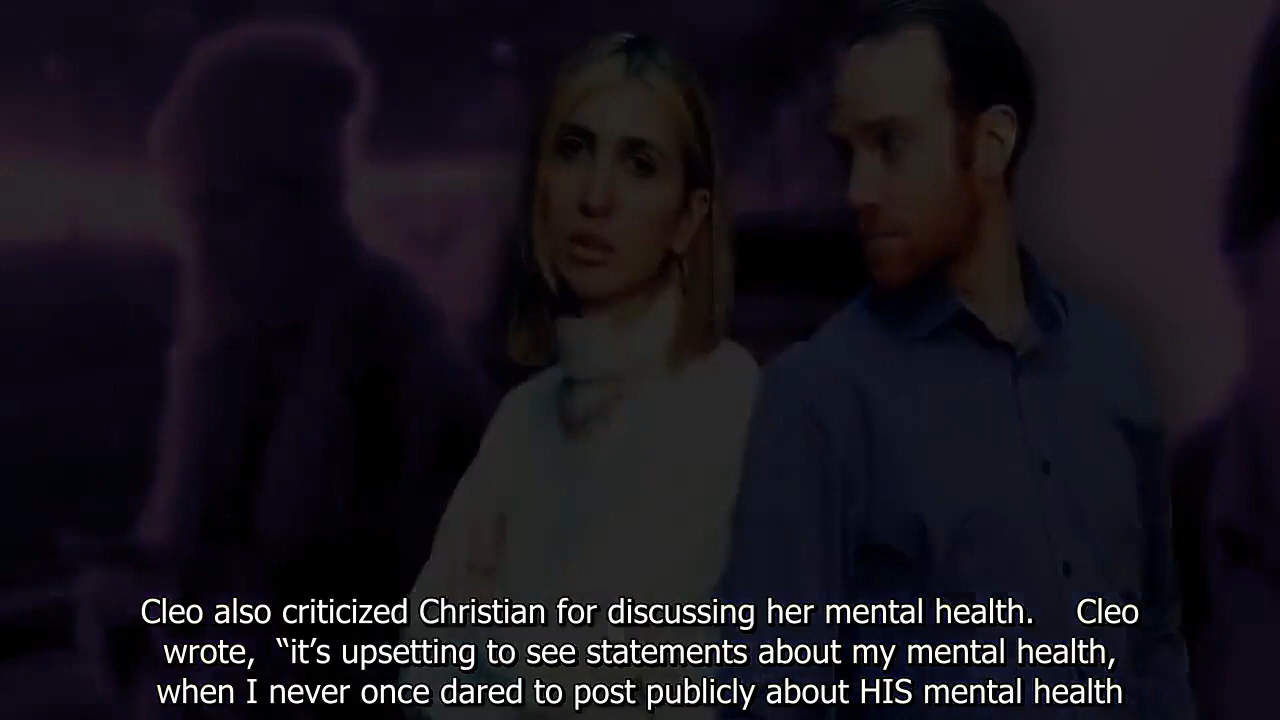 Cleo also criticized Christian for discussing her mental health. Cleo
wrote, “it’s upsetting to see statements about my mental health,
when I never once dared to post publicly about HIS mental health